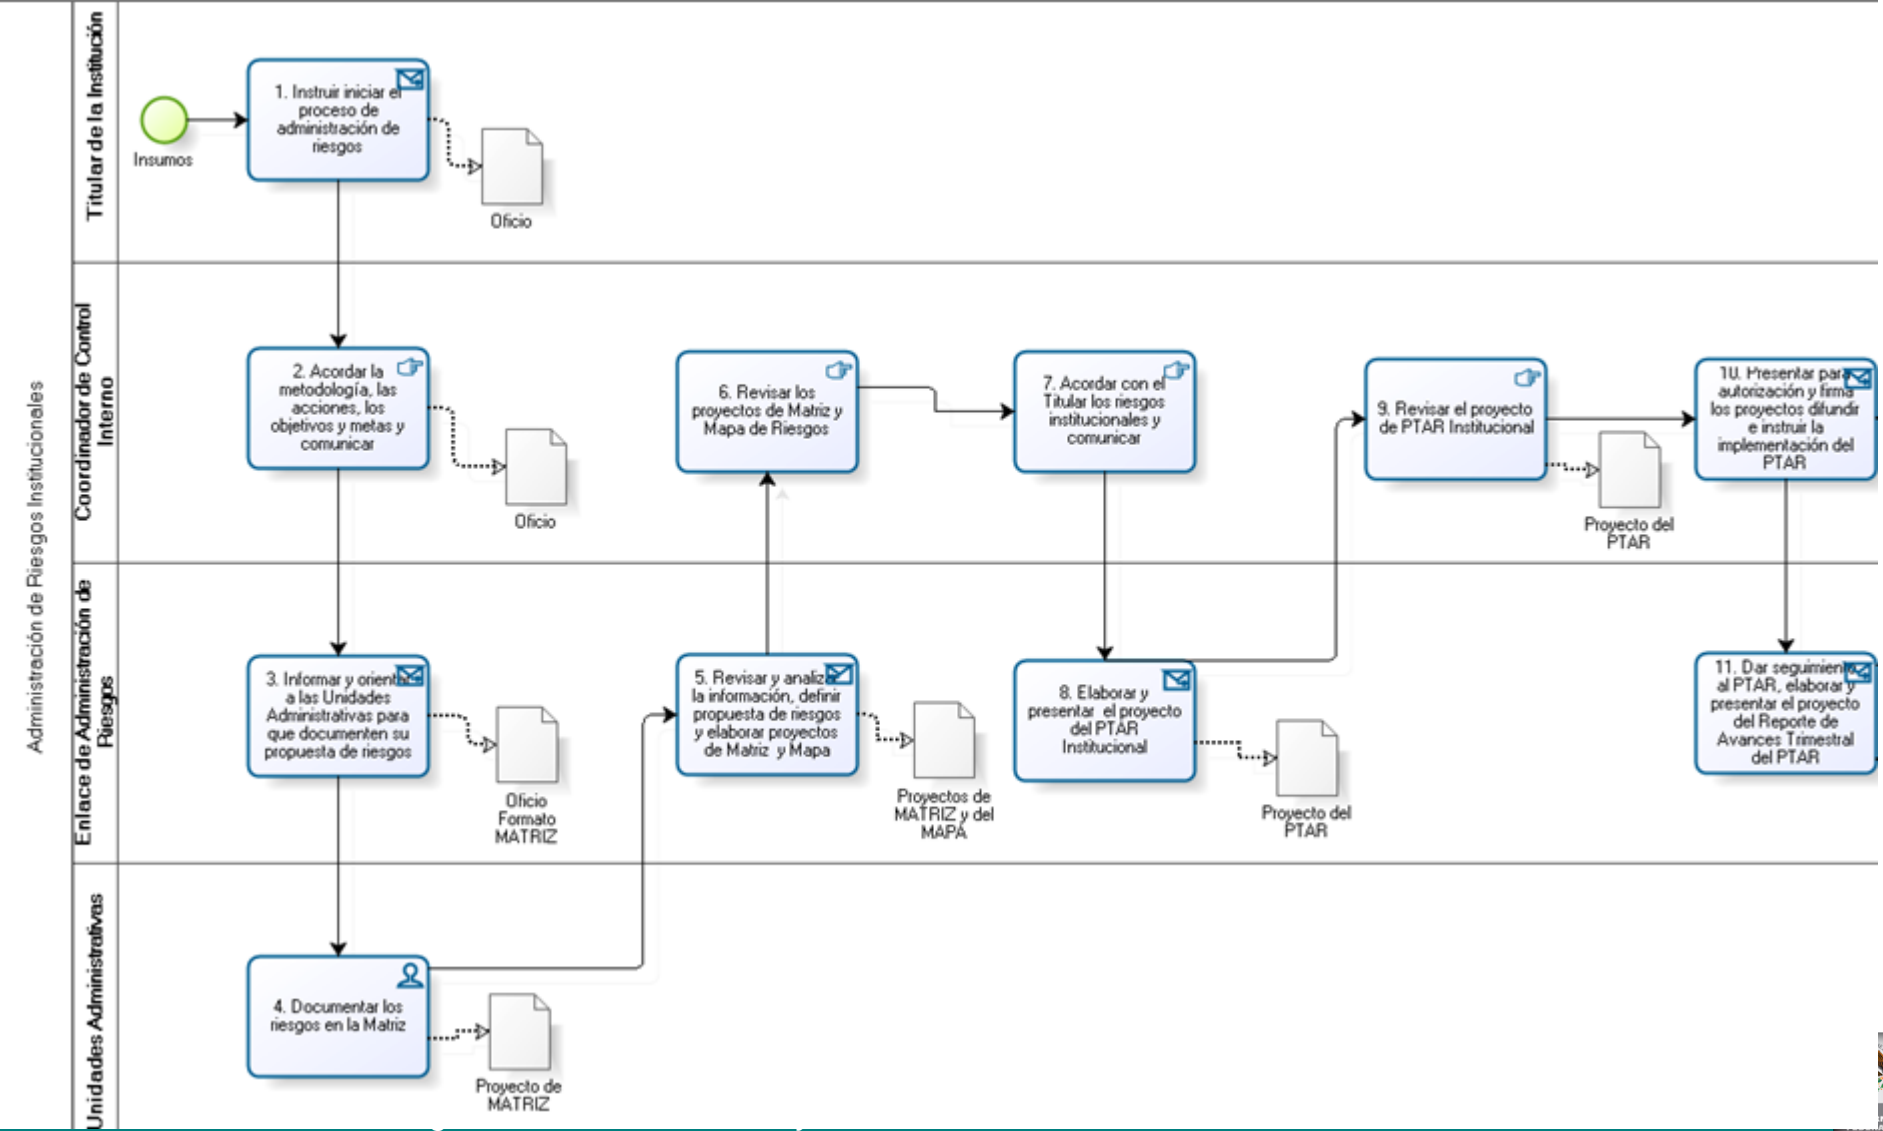 Administración de Riesgos Institucionales
Titular de la Institución
Insumos
1. Instruir iniciar el
proceso de
administración de
riesgos
Oficio
Coordinador de Control
Interno
2. Acordar la
metodología, las
acciones, los
objetivos y metas y
comunicar
Oficio
6. Revisar los
proyectos de Matriz y
Mapa de Riesgos
7. Acordar con el
Titular los riesgos
institucionales y
comunicar
9. Revisar el proyecto
de PTAR Institucional
Proyecto del
PTAR
10. Presentar para
autorización y firma
los proyectos difundir
e instruir la
implementación del
PTAR
Enlace de Administración de
Riesgos
3. Informar y orientar
a las Unidades
Administrativas para
que documenten su
propuesta de riesgos
Oficio
Formato
MATRIZ
5. Revisar y analizar
la información, definir
propuesta de riesgos
y elaborar proyectos
de Matriz y Mapa
Proyectos de
MATRIZ y del
MAPA
8. Elaborar y
presentar el proyecto
del PTAR
Institucional
Proyecto del
PTAR
11. Dar seguimiento
al PTAR, elaborar y
presentar el proyecto
del Reporte de
Avances Trimestral
del PTAR
Unidades Administrativas
4. Documentar los
riesgos en la Matriz
Proyecto de
MATRIZ